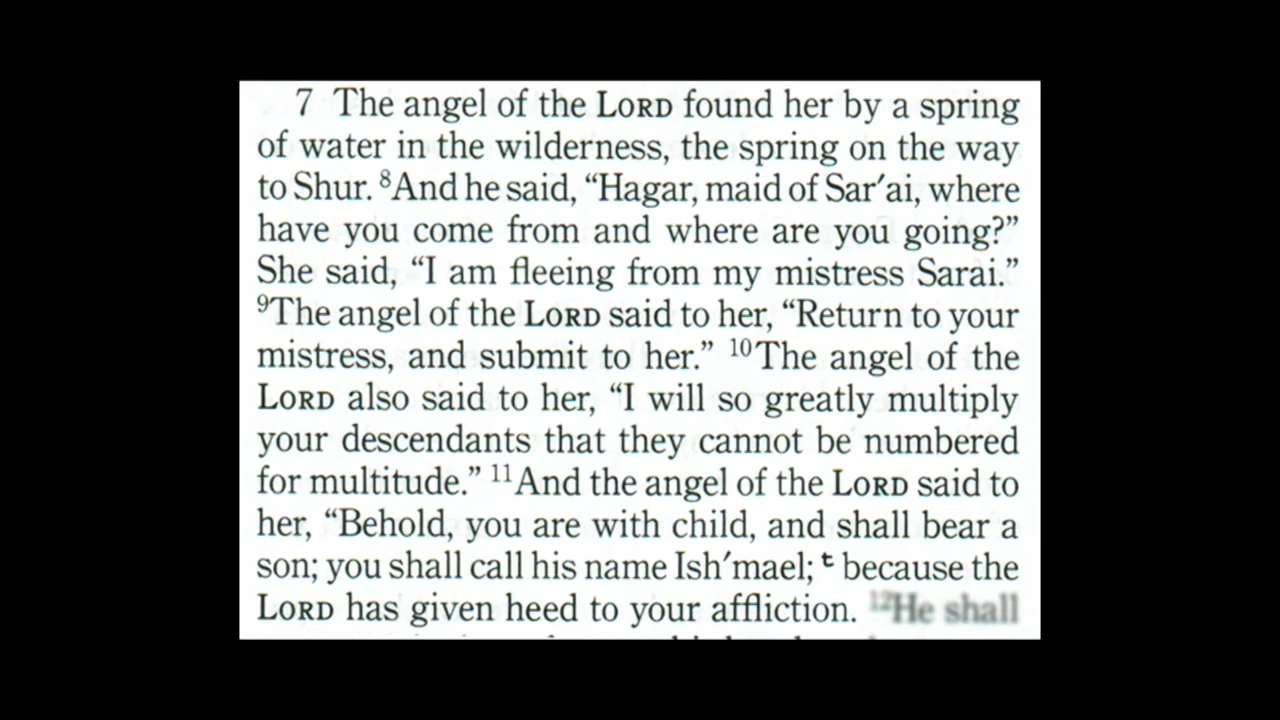 7 The angel of the LORD found her by a spring
of water in the wilderness, the spring on the way
to Shur. ⁸And he said, “Hagar, maid of Sar′ai, where
have you come from and where are you going?”
She said, “I am fleeing from my mistress Sarai.”
⁹The angel of the LORD said to her, “Return to your
mistress, and submit to her.” ¹⁰The angel of the
LORD also said to her, “I will so greatly multiply
your descendants that they cannot be numbered
for multitude.” ¹¹And the angel of the LORD said to
her, “Behold, you are with child, and shall bear a
son; you shall call his name Ish′mael; ᵗ because the
LORD has given heed to your affliction. ¹²He shall